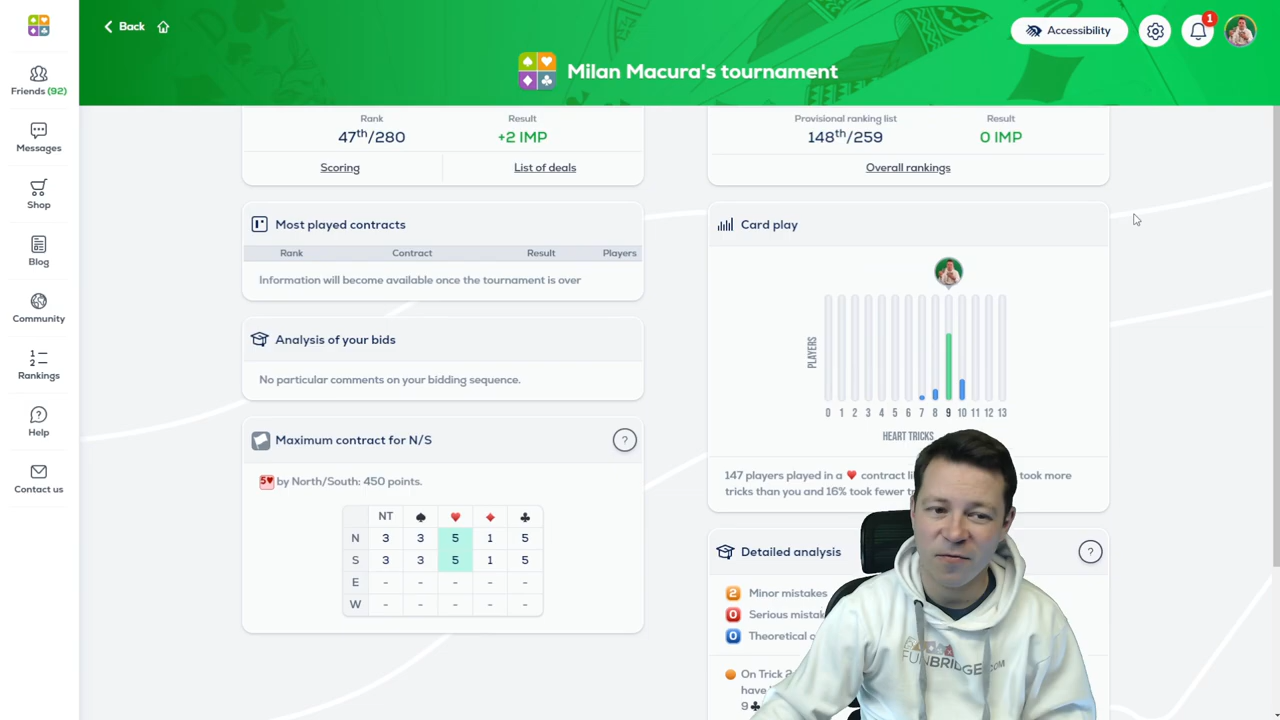 Back
Accessibility
1
Milan Macura's tournament
Friends (92)
Messages
Shop
Blog
Community
Rankings
Help
Contact us
Rank
Result
47th/280
+2 IMP
Scoring
List of deals
Provisional ranking list
Result
148th/259
0 IMP
Overall rankings
Most played contracts
Rank Contract Result Players
Information will become available once the tournament is over
Analysis of your bids
No particular comments on your bidding sequence.
Maximum contract for N/S
?
5♥ by North/South: 450 points.
NT ♠ ♥ ♦ ♣
N 3 3 5 1 5
S 3 3 5 1 5
E - - - - -
W - - - - -
Card play
PLAYERS
0 1 2 3 4 5 6 7 8 9 10 11 12 13
HEART TRICKS
147 players played in a ♥ contract took more
tricks than you and 16% took fewer
Detailed analysis
?
2 Minor mistakes
0 Serious
0 Theoretical
On Trick
have
9 ♣
FUNBRIDGE.COM